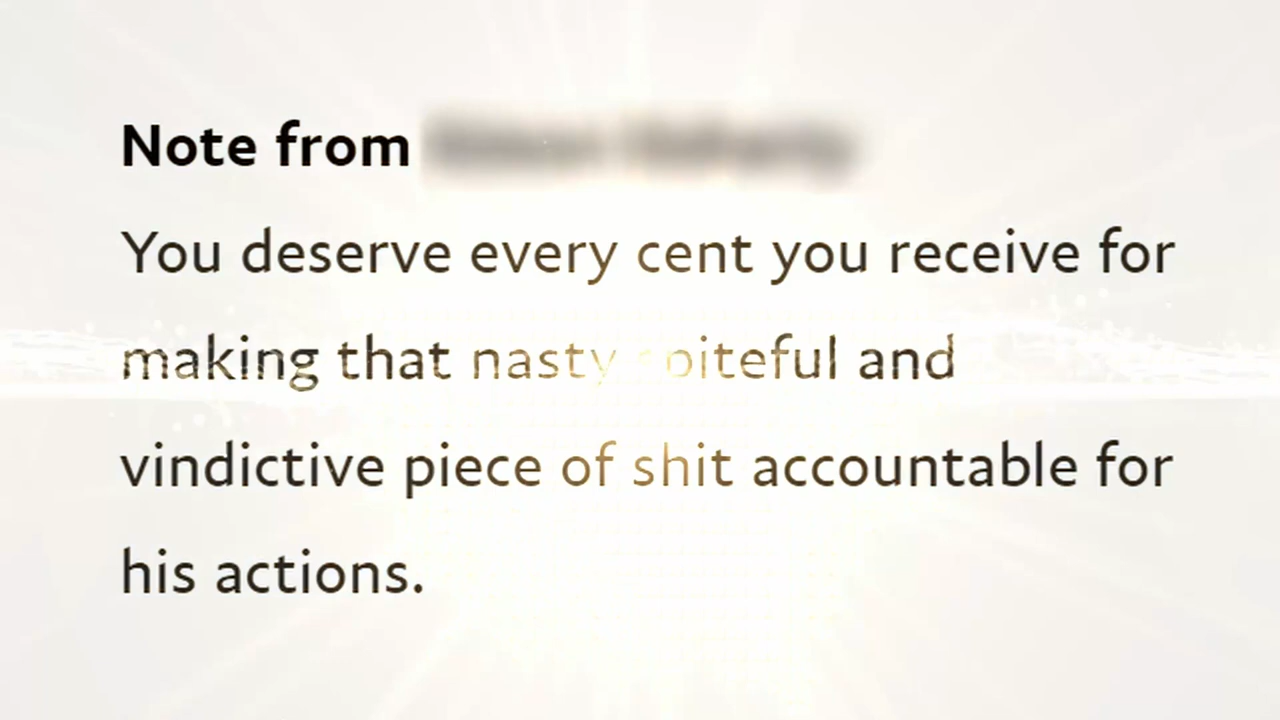 Note from
You deserve every cent you receive for
making that nasty spiteful and
vindictive piece of shit accountable for
his actions.